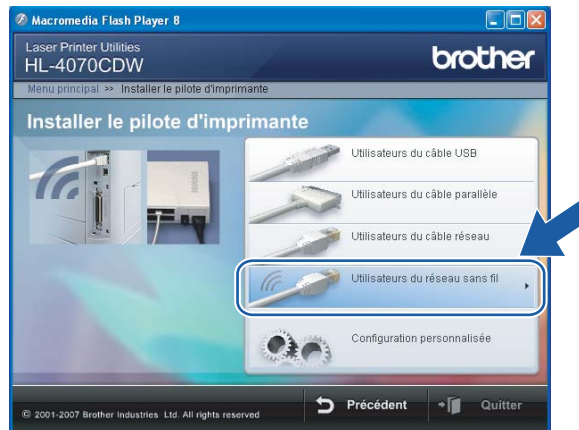 Macromedia Flash Player 8
Laser Printer Utilities
HL-4070CDW
brother
Menu principal >> Installer le pilote d'imprimante
Installer le pilote d'imprimante
Utilisateurs du câble USB
Utilisateurs du câble parallèle
Utilisateurs du câble réseau
Utilisateurs du réseau sans fil
Configuration personnalisée
© 2001-2007 Brother Industries Ltd. All rights reserved
Précédent
Quitter